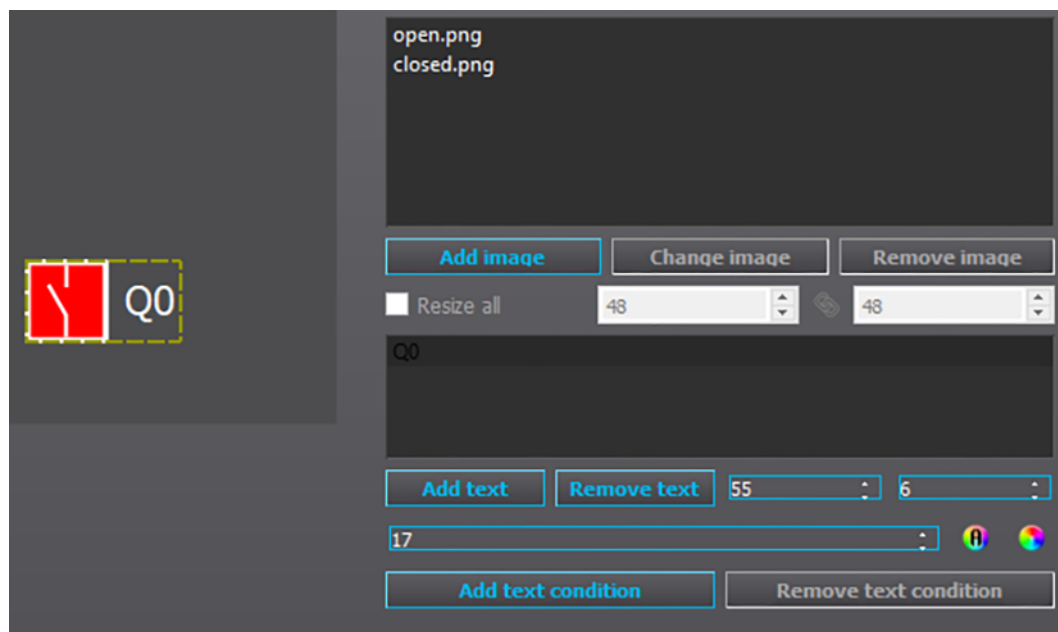 open.png
closed.png
Add image Change image Remove image
Q0
Resize all 48 48
Q0
Add text Remove text 55 6
17 A
Add text condition Remove text condition